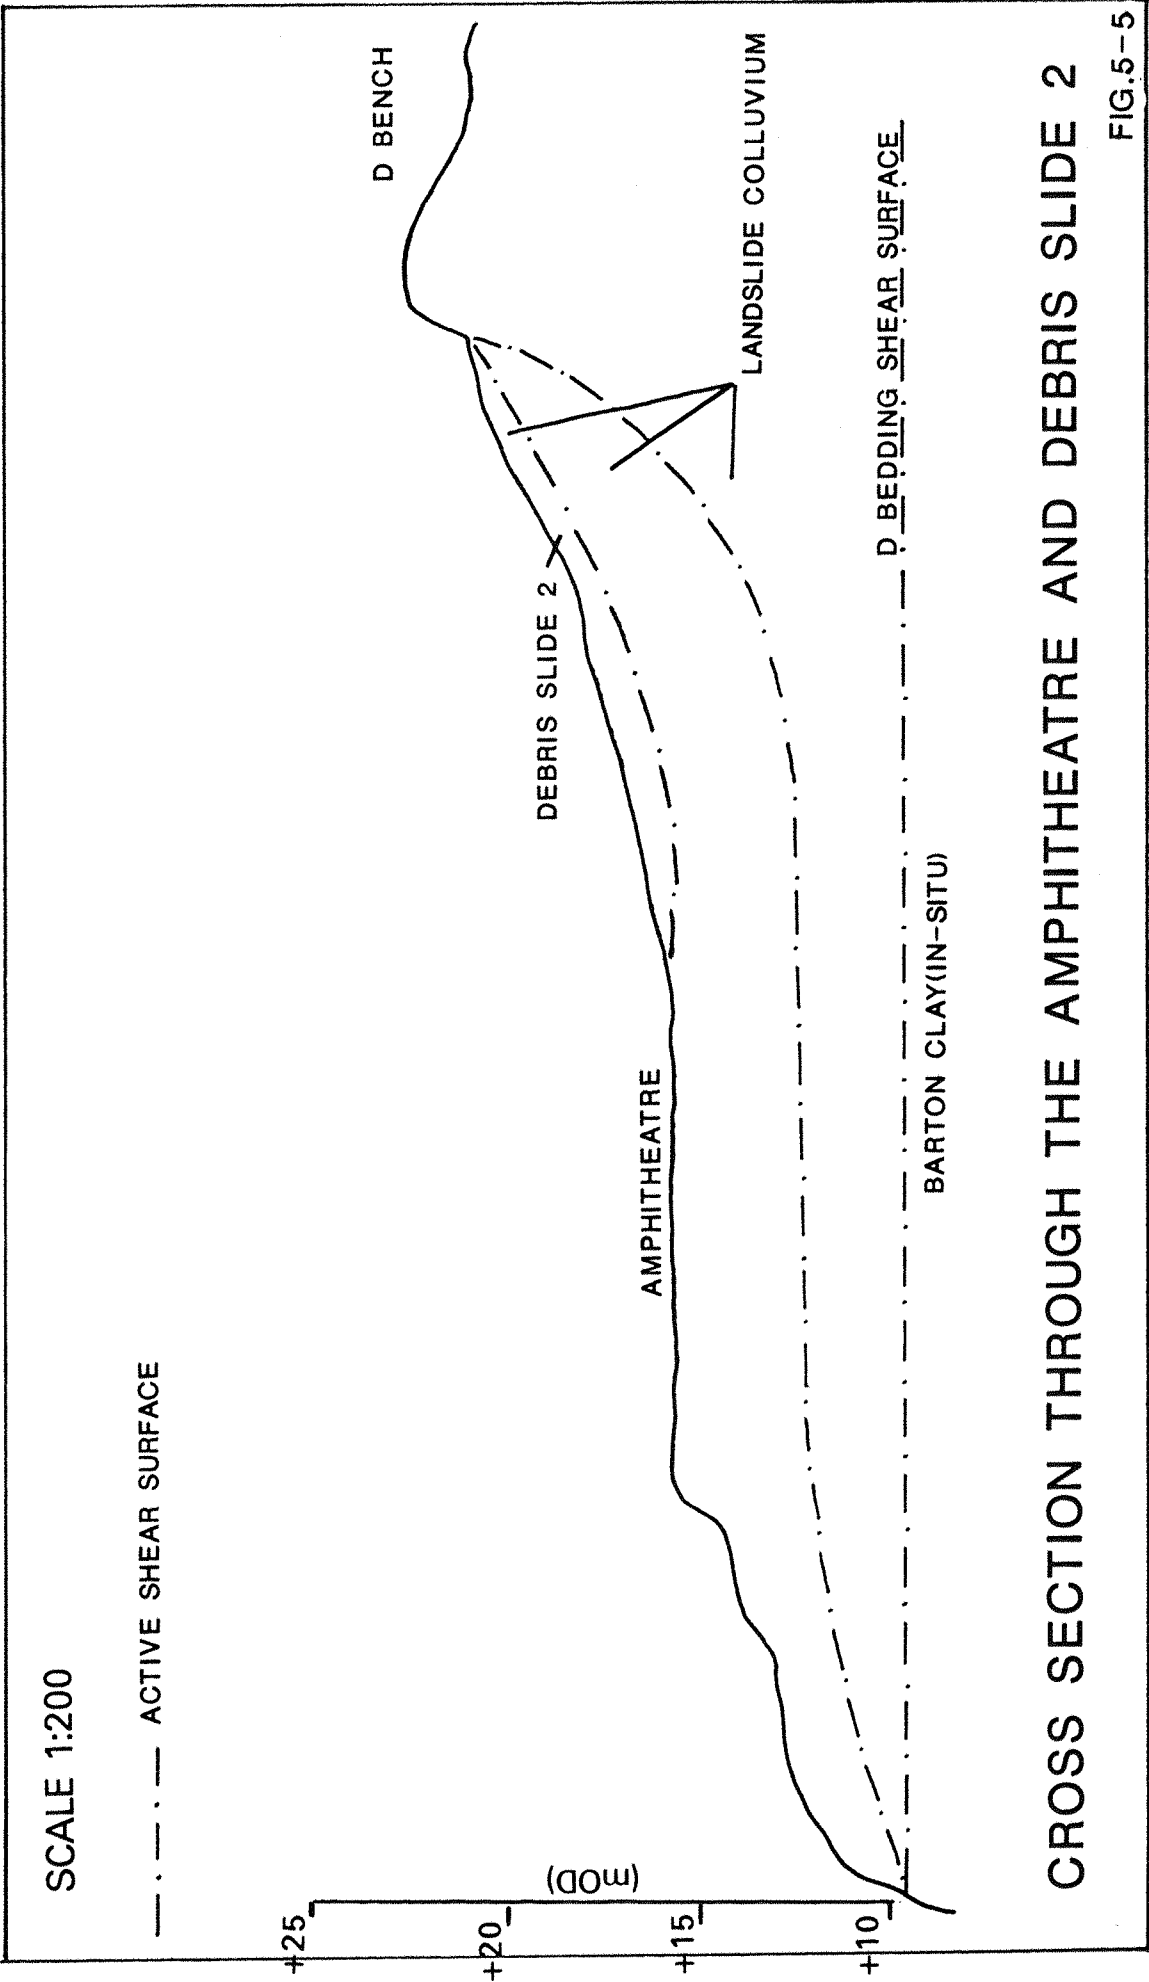 SCALE 1:200
ACTIVE SHEAR SURFACE
+25
+20
+15
+10
(mOD)
D BENCH
DEBRIS SLIDE 2
AMPHITHEATRE
LANDSLIDE COLLUVIUM
D BEDDING SHEAR SURFACE
BARTON CLAY(IN-SITU)
CROSS SECTION THROUGH THE AMPHITHEATRE AND DEBRIS SLIDE 2
FIG.5-5